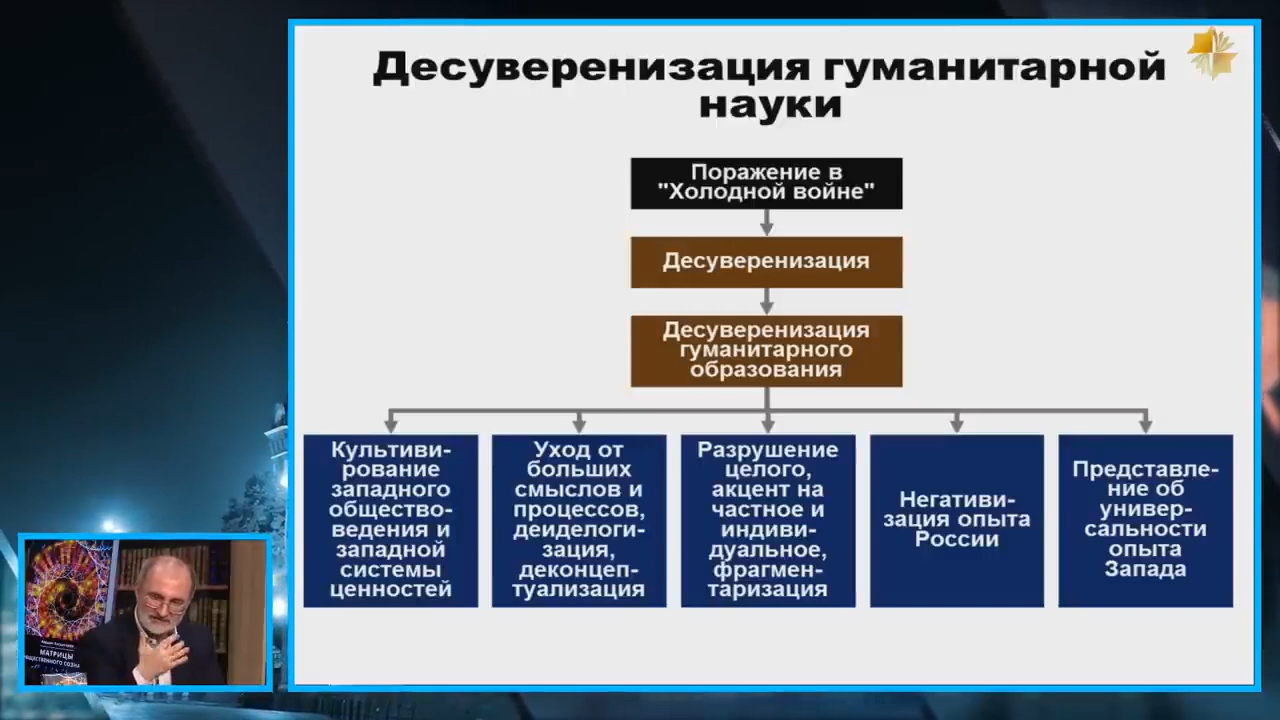 Десуверенизация гуманитарной
науки
Поражение в
"Холодной войне"
Десуверенизация
Десуверенизация
гуманитарного
образования
Культиви-
рование
западного
общество-
ведения и
западной
системы
ценностей
Уход от
больших
смыслов и
процессов,
деиделоги-
зация,
деконцеп-
туализация
Разрушение
целого,
акцент на
частное и
индиви-
дуальное,
фрагмен-
таризация
Негативи-
зация опыта
России
Представле-
ние об
универ-
сальности
опыта
Запада
МАТРИЦЫ